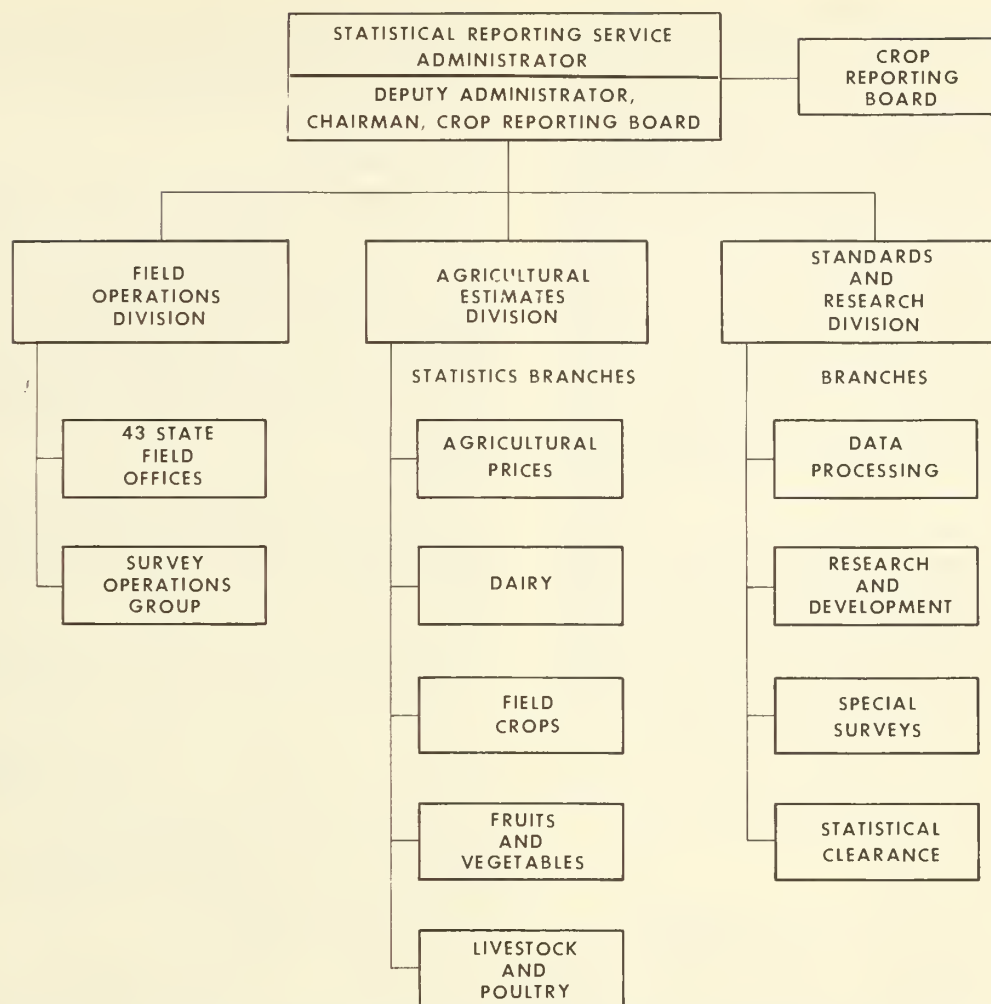 STATISTICAL REPORTING SERVICE
ADMINISTRATOR
DEPUTY ADMINISTRATOR,
CHAIRMAN, CROP REPORTING BOARD
CROP
REPORTING
BOARD
FIELD
OPERATIONS
DIVISION
43 STATE
FIELD
OFFICES
SURVEY
OPERATIONS
GROUP
AGRICULTURAL
ESTIMATES
DIVISION
STATISTICS BRANCHES
AGRICULTURAL
PRICES
DAIRY
FIELD
CROPS
FRUITS
AND
VEGETABLES
LIVESTOCK
AND
POULTRY
STANDARDS
AND
RESEARCH
DIVISION
BRANCHES
DATA
PROCESSING
RESEARCH
AND
DEVELOPMENT
SPECIAL
SURVEYS
STATISTICAL
CLEARANCE